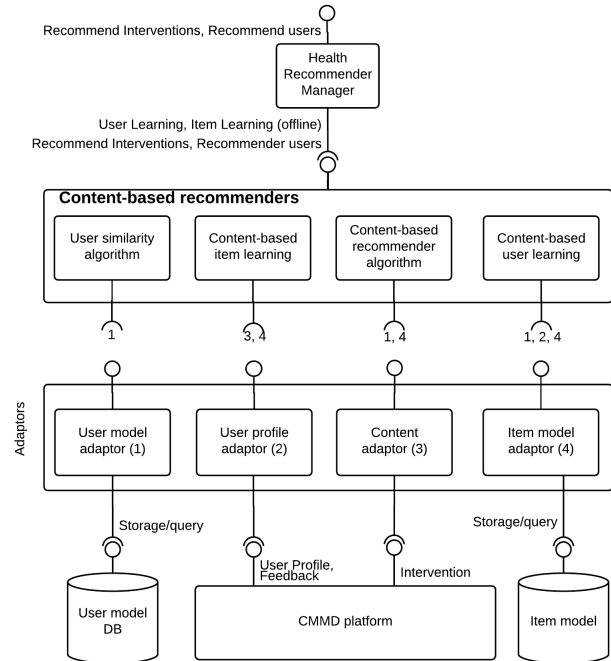 Recommend Interventions, Recommend users
Health
Recommender
Manager
User Learning, Item Learning (offline)
Recommend Interventions, Recommender users
Content-based recommenders
User similarity
algorithm
Content-based
item learning
Content-based
recommender
algorithm
Content-based
user learning
1
3, 4
1, 4
1, 2, 4
Adaptors
User model
adaptor (1)
User profile
adaptor (2)
Content
adaptor (3)
Item model
adaptor (4)
Storage/query
User Profile,
Feedback
Intervention
Storage/query
User model
DB
CMMD platform
Item model